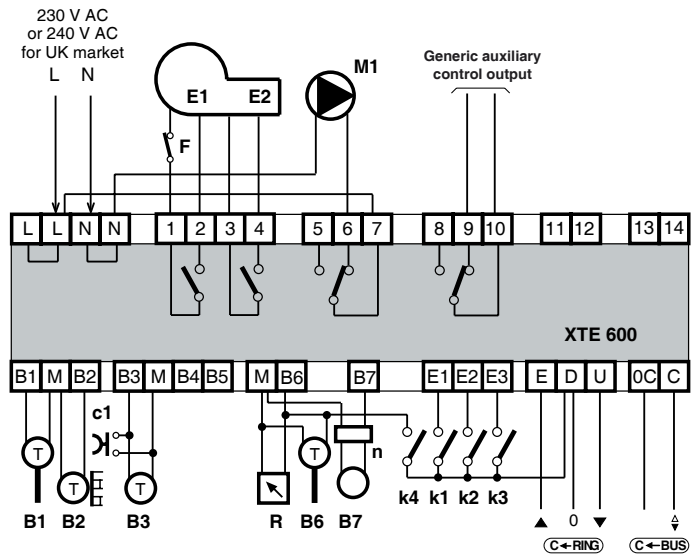 230 V AC
or 240 V AC
for UK market
L N
E1 E2
F
M1
Generic auxiliary
control output
L L N N 1 2 3 4 5 6 7 8 9 10 11 12 13 14
XTE 600
B1 M B2 B3 M B4 B5 M B6 B7 E1 E2 E3 E D U 0C C
c1
T T T T
n
B1 B2 B3 R B6 B7
k4 k1 k2 k3
0
C RING C BUS